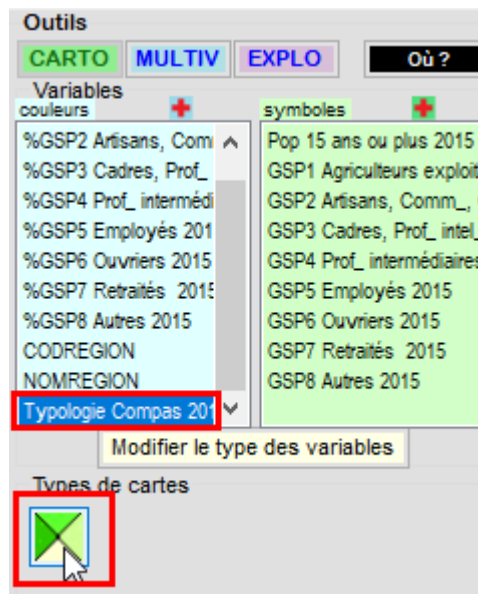 Outils
CARTO MULTIV EXPLO Où ?
Variables
couleurs symboles
%GSP2 Artisans, Com
%GSP3 Cadres, Prof_
%GSP4 Prof_ intermédi
%GSP5 Employés 201
%GSP6 Ouvriers 2015
%GSP7 Retraités 2015
%GSP8 Autres 2015
CODREGION
NOMREGION
Typologie Compas 201
Pop 15 ans ou plus 2015
GSP1 Agriculteurs exploit
GSP2 Artisans, Comm_,
GSP3 Cadres, Prof_ intel_
GSP4 Prof_ intermédiaires
GSP5 Employés 2015
GSP6 Ouvriers 2015
GSP7 Retraités 2015
GSP8 Autres 2015
Modifier le type des variables
Types de cartes